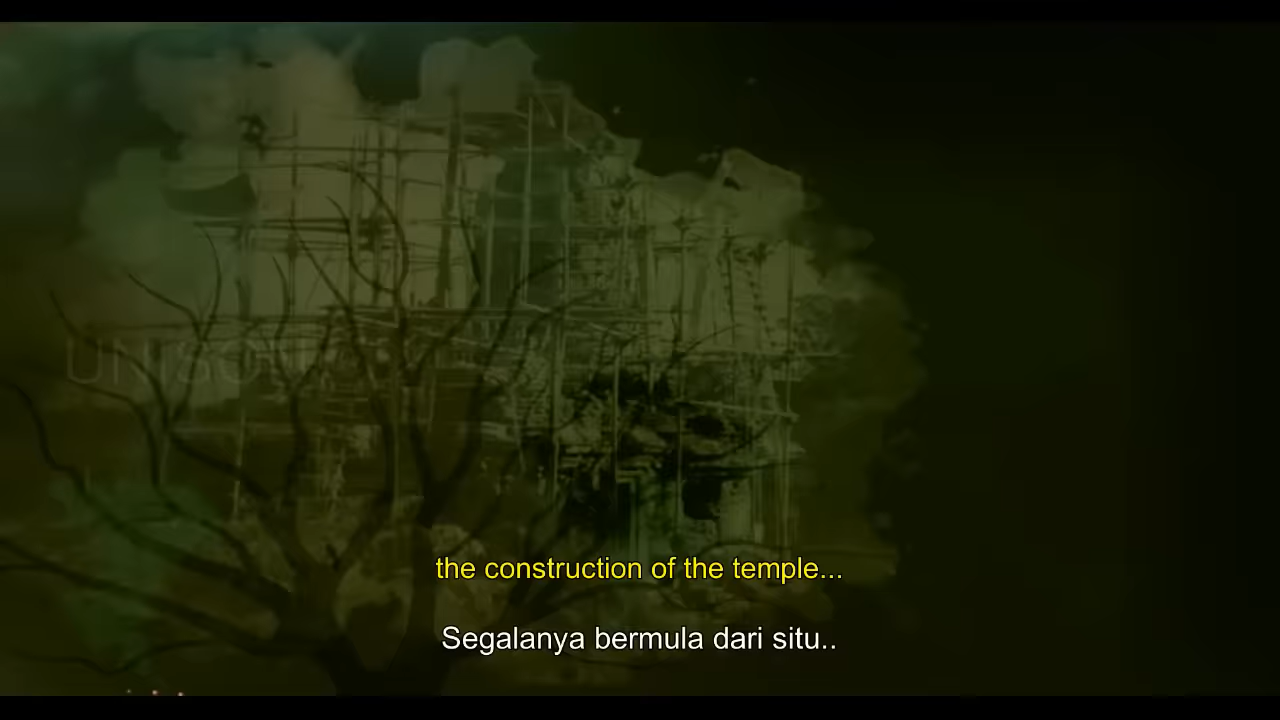 the construction of the temple...
Segalanya bermula dari situ..